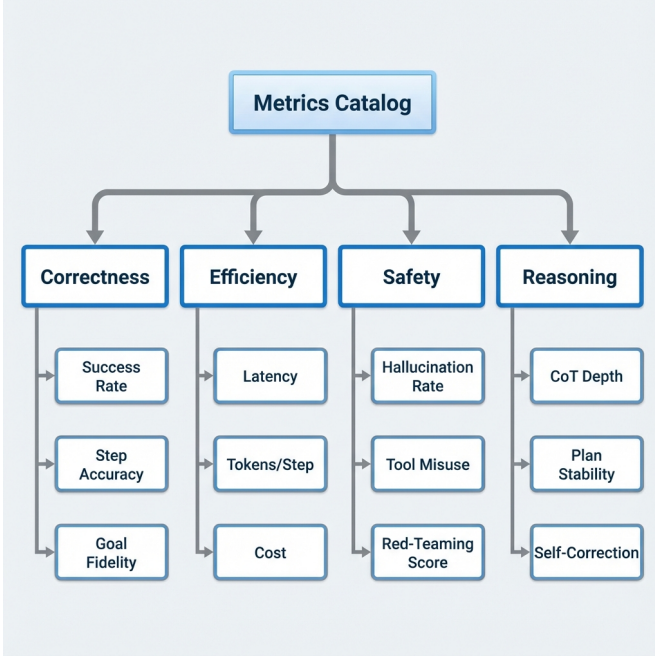 Metrics Catalog
Correctness
Efficiency
Safety
Reasoning
Success
Rate
Latency
Hallucination
Rate
CoT Depth
Step
Accuracy
Tokens/Step
Tool Misuse
Plan
Stability
Goal
Fidelity
Cost
Red-Teaming
Score
Self-Correction